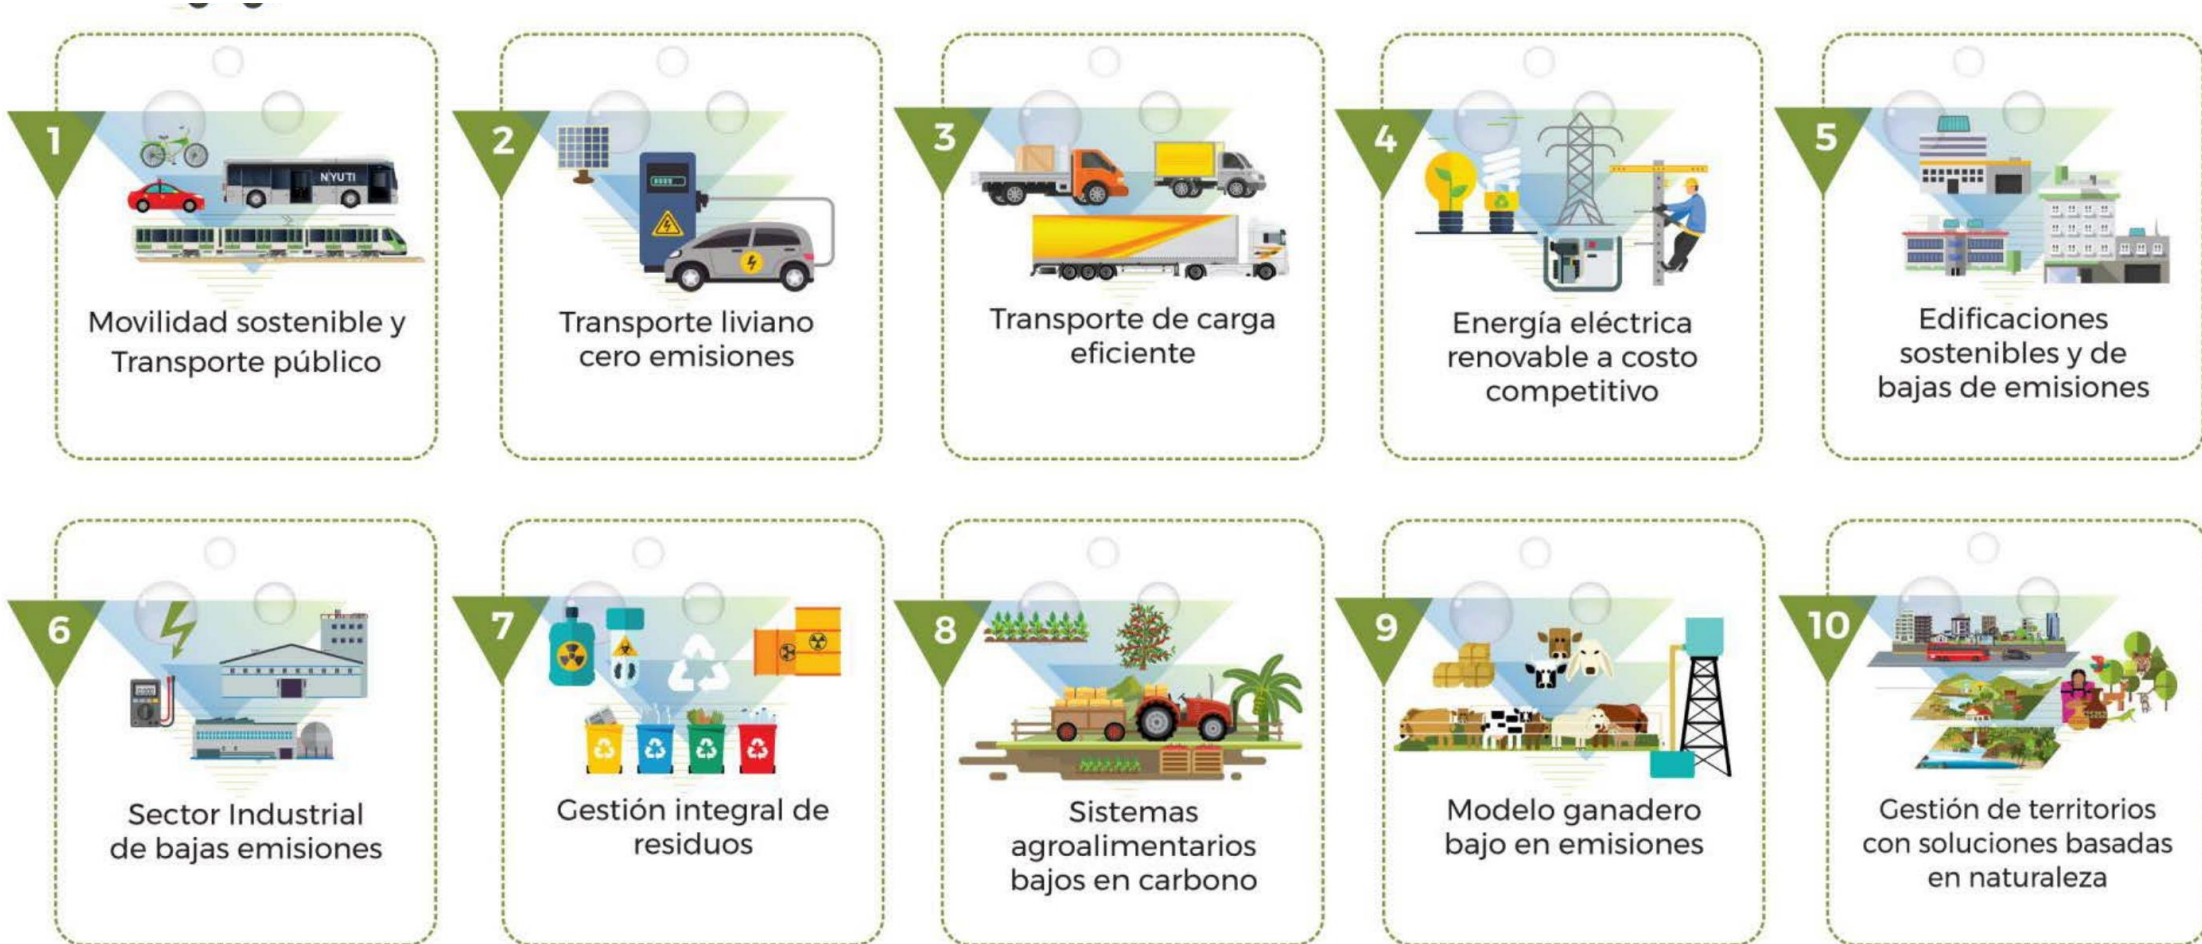 1
Movilidad sostenible y
Transporte público
2
Transporte liviano
cero emisiones
3
Transporte de carga
eficiente
4
Energía eléctrica
renovable a costo
competitivo
5
Edificaciones
sostenibles y de
bajas de emisiones
6
Sector Industrial
de bajas emisiones
7
Gestión integral de
residuos
8
Sistemas
agroalimentarios
bajos en carbono
9
Modelo ganadero
bajo en emisiones
10
Gestión de territorios
con soluciones basadas
en naturaleza